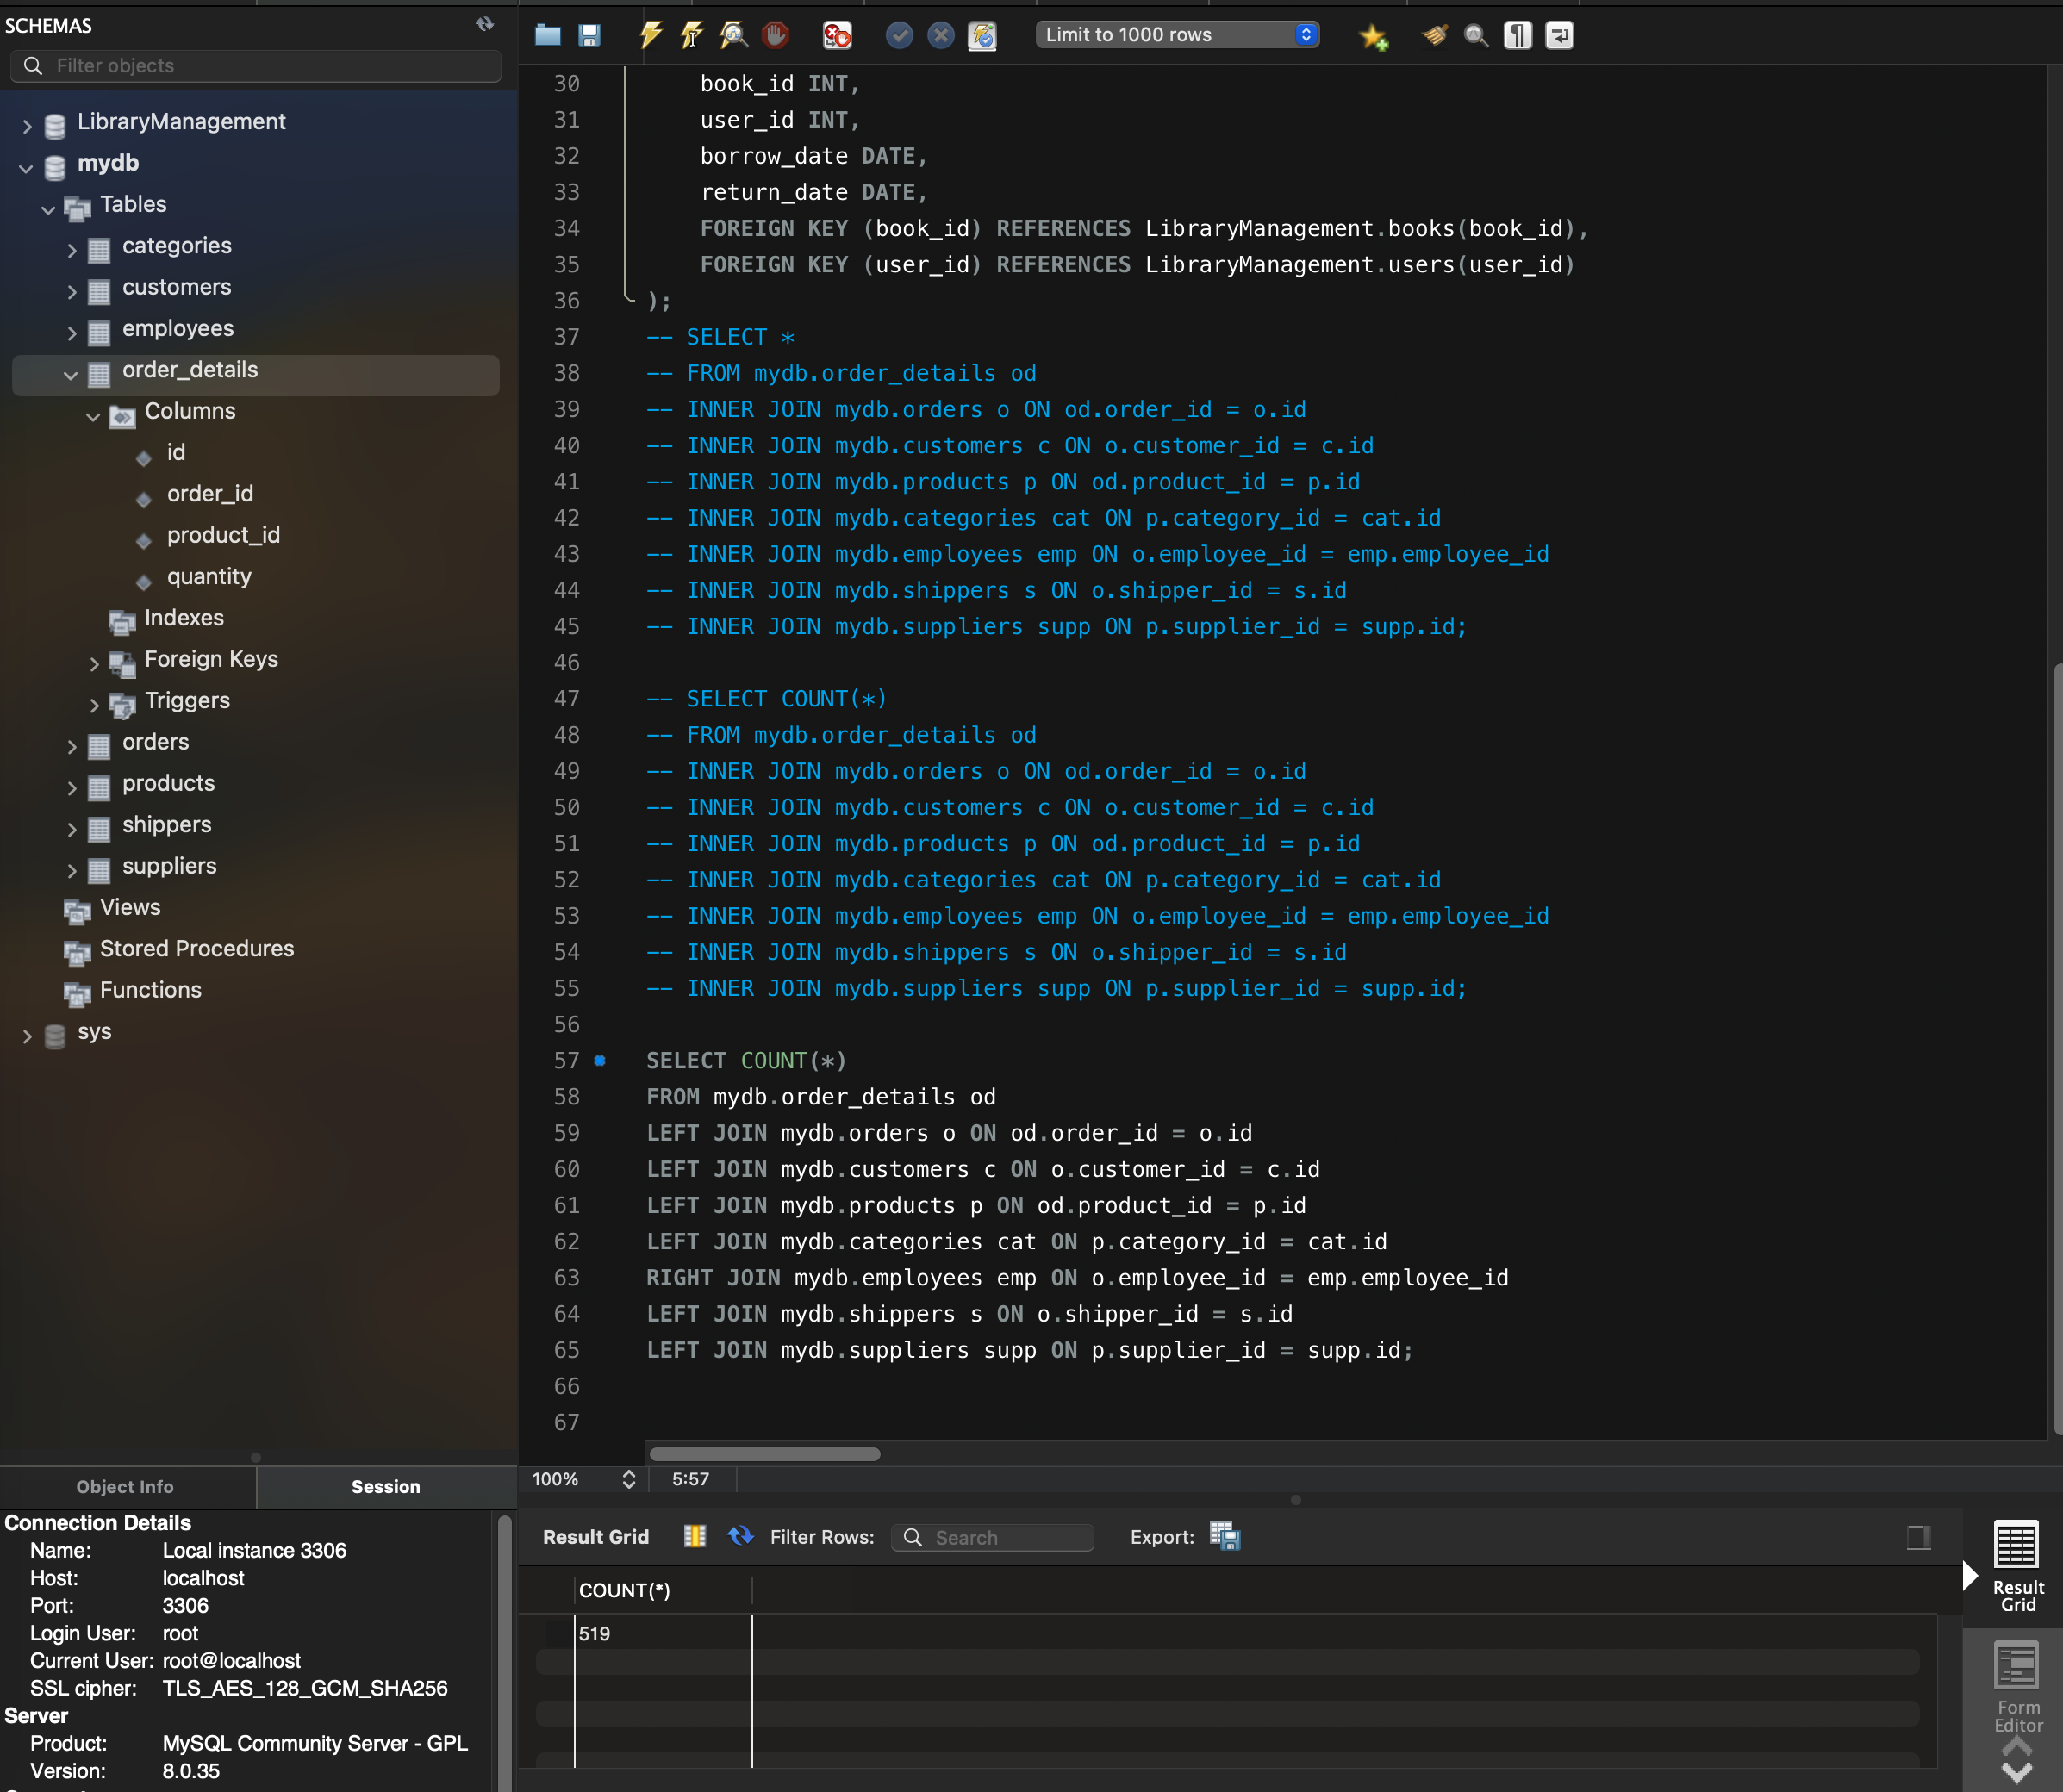 SCHEMAS
Filter objects
LibraryManagement
mydb
Tables
categories
customers
employees
order_details
Columns
id
order_id
product_id
quantity
Indexes
Foreign Keys
Triggers
orders
products
shippers
suppliers
Views
Stored Procedures
Functions
sys
Object Info
Session
Connection Details
Name: Local instance 3306
Host: localhost
Port: 3306
Login User: root
Current User: root@localhost
SSL cipher: TLS_AES_128_GCM_SHA256
Server
Product: MySQL Community Server - GPL
Version: 8.0.35
Limit to 1000 rows
30 book_id INT,
31 user_id INT,
32 borrow_date DATE,
33 return_date DATE,
34 FOREIGN KEY (book_id) REFERENCES LibraryManagement.books(book_id),
35 FOREIGN KEY (user_id) REFERENCES LibraryManagement.users(user_id)
36 );
37 -- SELECT *
38 -- FROM mydb.order_details od
39 -- INNER JOIN mydb.orders o ON od.order_id = o.id
40 -- INNER JOIN mydb.customers c ON o.customer_id = c.id
41 -- INNER JOIN mydb.products p ON od.product_id = p.id
42 -- INNER JOIN mydb.categories cat ON p.category_id = cat.id
43 -- INNER JOIN mydb.employees emp ON o.employee_id = emp.employee_id
44 -- INNER JOIN mydb.shippers s ON o.shipper_id = s.id
45 -- INNER JOIN mydb.suppliers supp ON p.supplier_id = supp.id;
46
47 -- SELECT COUNT(*)
48 -- FROM mydb.order_details od
49 -- INNER JOIN mydb.orders o ON od.order_id = o.id
50 -- INNER JOIN mydb.customers c ON o.customer_id = c.id
51 -- INNER JOIN mydb.products p ON od.product_id = p.id
52 -- INNER JOIN mydb.categories cat ON p.category_id = cat.id
53 -- INNER JOIN mydb.employees emp ON o.employee_id = emp.employee_id
54 -- INNER JOIN mydb.shippers s ON o.shipper_id = s.id
55 -- INNER JOIN mydb.suppliers supp ON p.supplier_id = supp.id;
56
57 SELECT COUNT(*)
58 FROM mydb.order_details od
59 LEFT JOIN mydb.orders o ON od.order_id = o.id
60 LEFT JOIN mydb.customers c ON o.customer_id = c.id
61 LEFT JOIN mydb.products p ON od.product_id = p.id
62 LEFT JOIN mydb.categories cat ON p.category_id = cat.id
63 RIGHT JOIN mydb.employees emp ON o.employee_id = emp.employee_id
64 LEFT JOIN mydb.shippers s ON o.shipper_id = s.id
65 LEFT JOIN mydb.suppliers supp ON p.supplier_id = supp.id;
66
67
100% 5:57
Result Grid Filter Rows: Search Export:
COUNT(*)
519
Result
Grid
Form
Editor